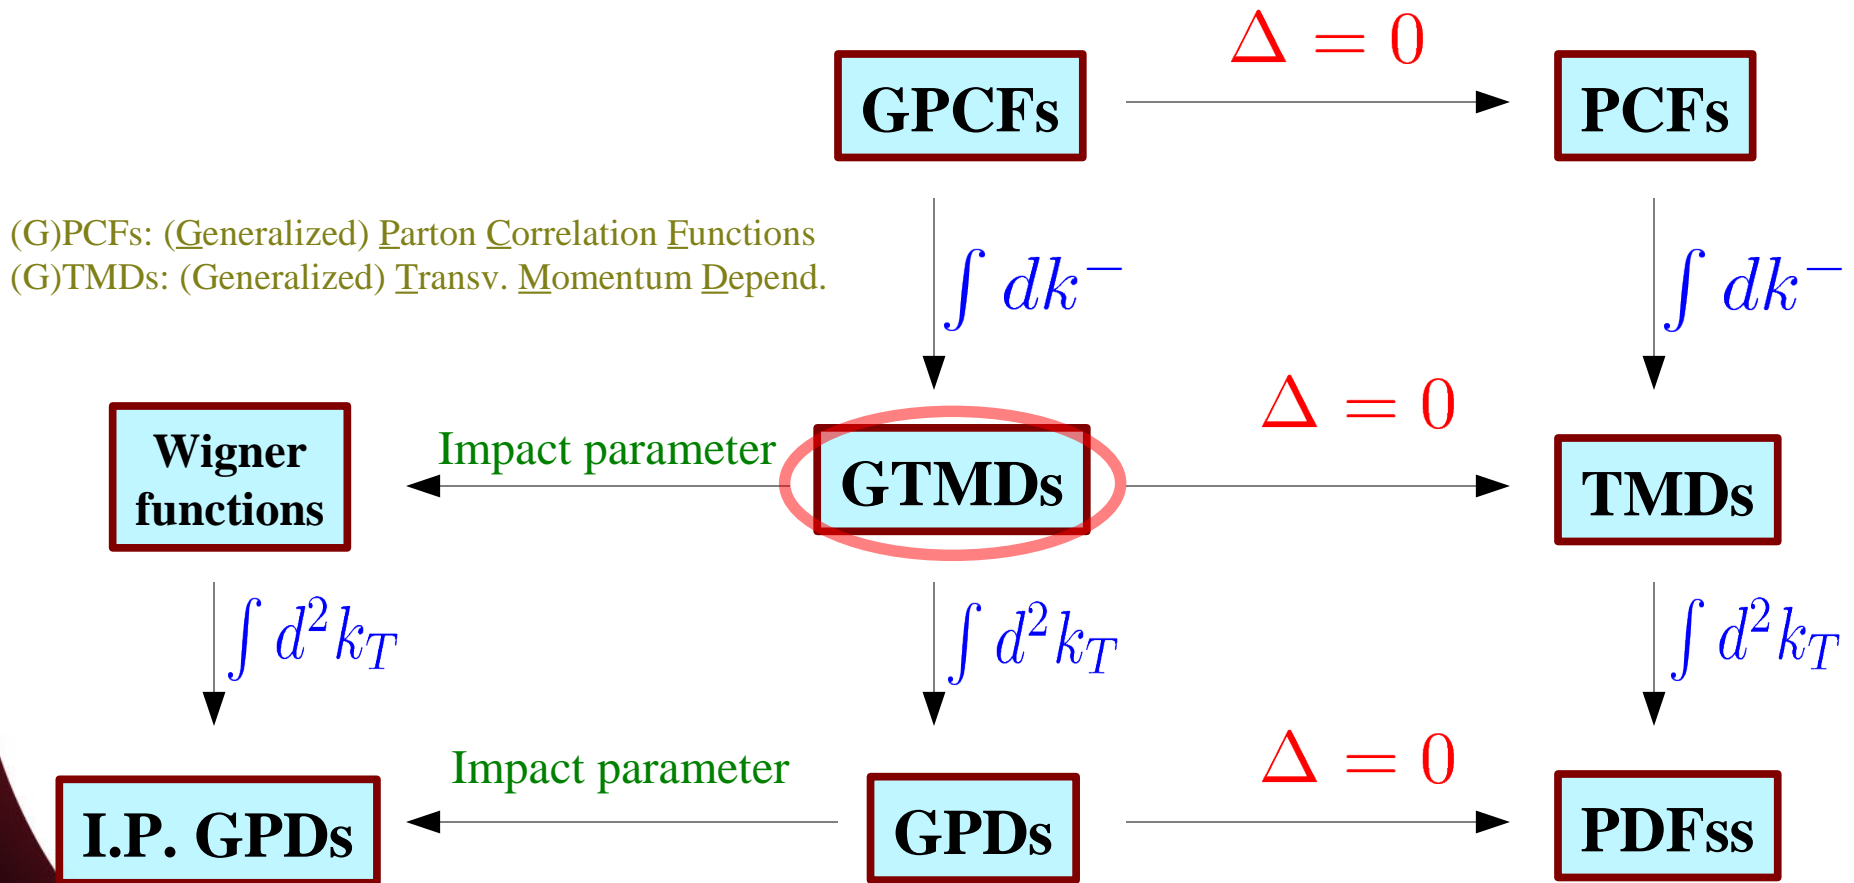 Δ = 0
GPCFs
PCFs
(G)PCFs: (Generalized) Parton Correlation Functions
(G)TMDs: (Generalized) Transv. Momentum Depend.
∫ dk⁻
∫ dk⁻
Δ = 0
Wigner
functions
Impact parameter
GTMDs
TMDs
∫ d²k_T
∫ d²k_T
∫ d²k_T
Impact parameter
Δ = 0
I.P. GPDs
GPDs
PDFss